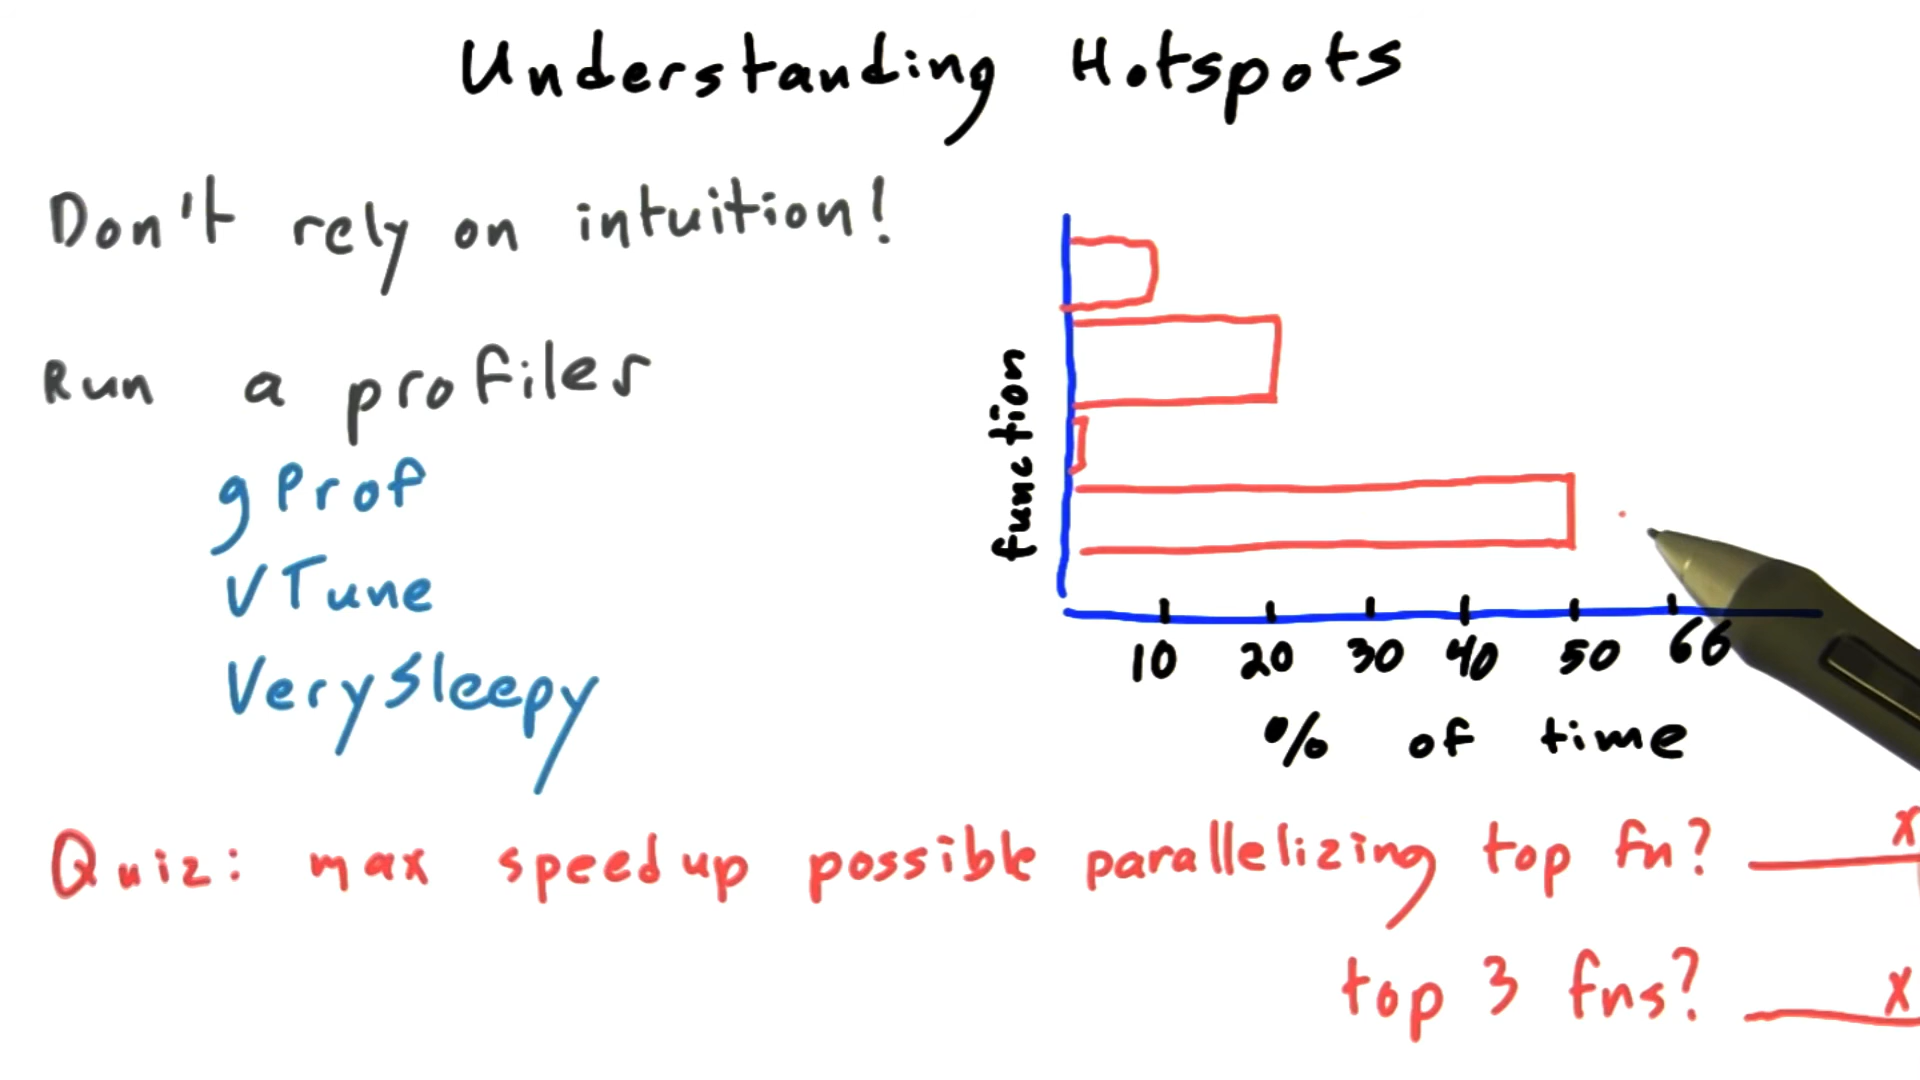 Understanding Hotspots
Don't rely on intuition!
Run a profiler
gprof
VTune
VerySleepy
function
10 20 30 40 50 60
% of time
Quiz: max speedup possible parallelizing top fn? x
top 3 fns? x